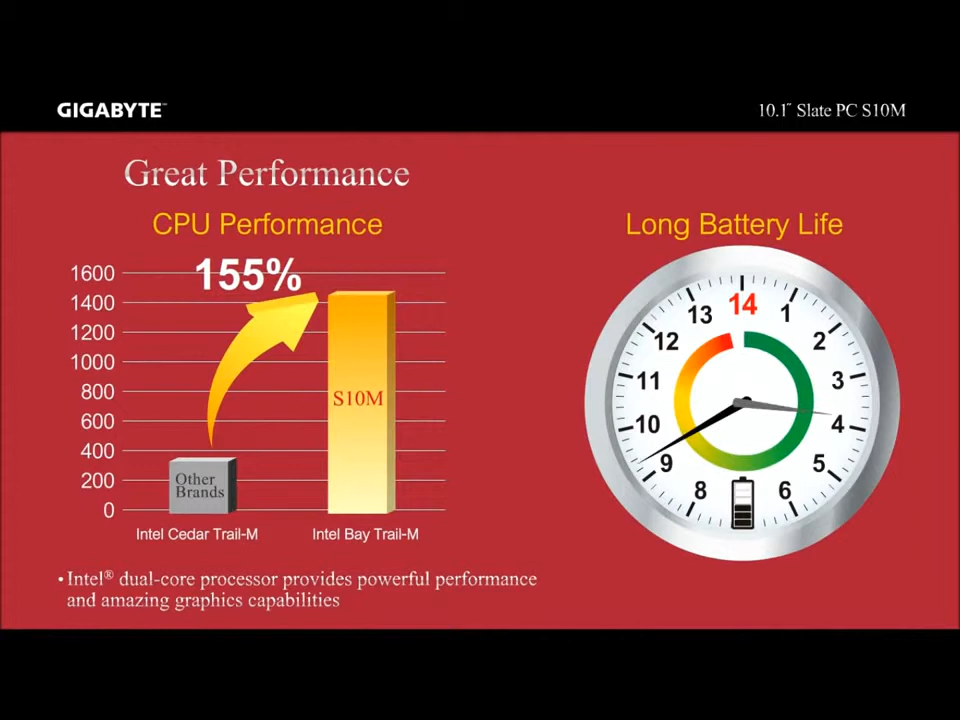 GIGABYTE™
10.1" Slate PC S10M
Great Performance
CPU Performance
155%
1600
1400
1200
1000
800
600
400
200
0
S10M
Other
Brands
Intel Cedar Trail-M
Intel Bay Trail-M
Long Battery Life
14
1
2
3
4
5
6
8
9
10
11
12
13
• Intel® dual-core processor provides powerful performance
and amazing graphics capabilities